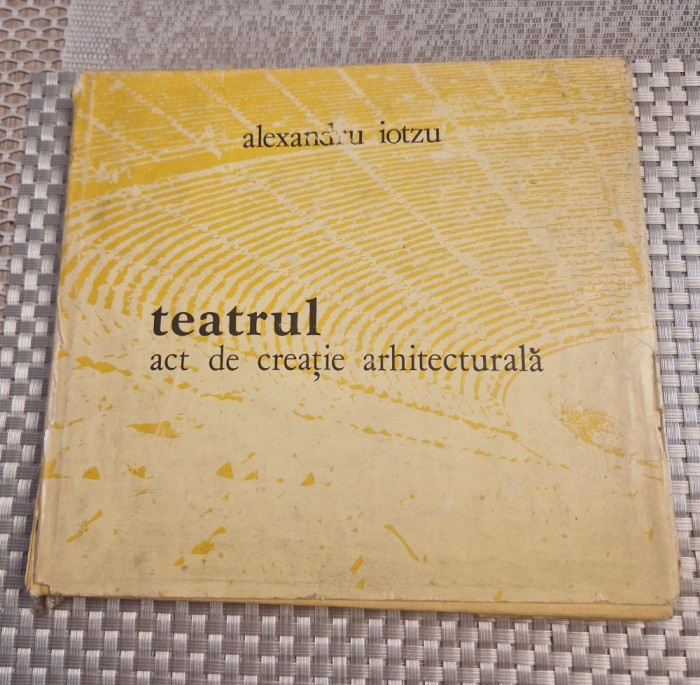 alexandru iotzu
teatrul
act de creație arhitecturală